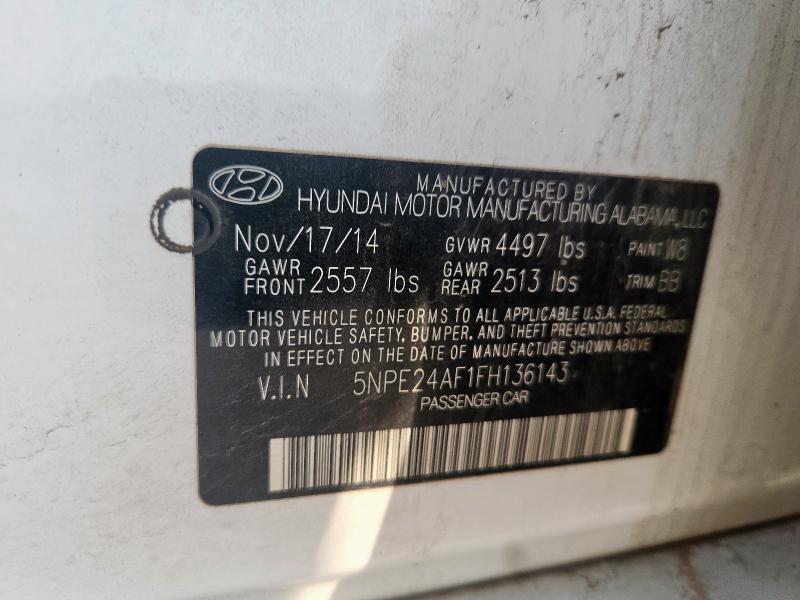 MANUFACTURED BY
HYUNDAI MOTOR MANUFACTURING ALABAMA, LLC
Nov/17/14 GVWR 4497 lbs PAINT W8
GAWR FRONT 2557 lbs GAWR REAR 2513 lbs TRIM BB
THIS VEHICLE CONFORMS TO ALL APPLICABLE U.S.A. FEDERAL
MOTOR VEHICLE SAFETY, BUMPER, AND THEFT PREVENTION STANDARDS
IN EFFECT ON THE DATE OF MANUFACTURE SHOWN ABOVE
V.I.N 5NPE24AF1FH136143
PASSENGER CAR